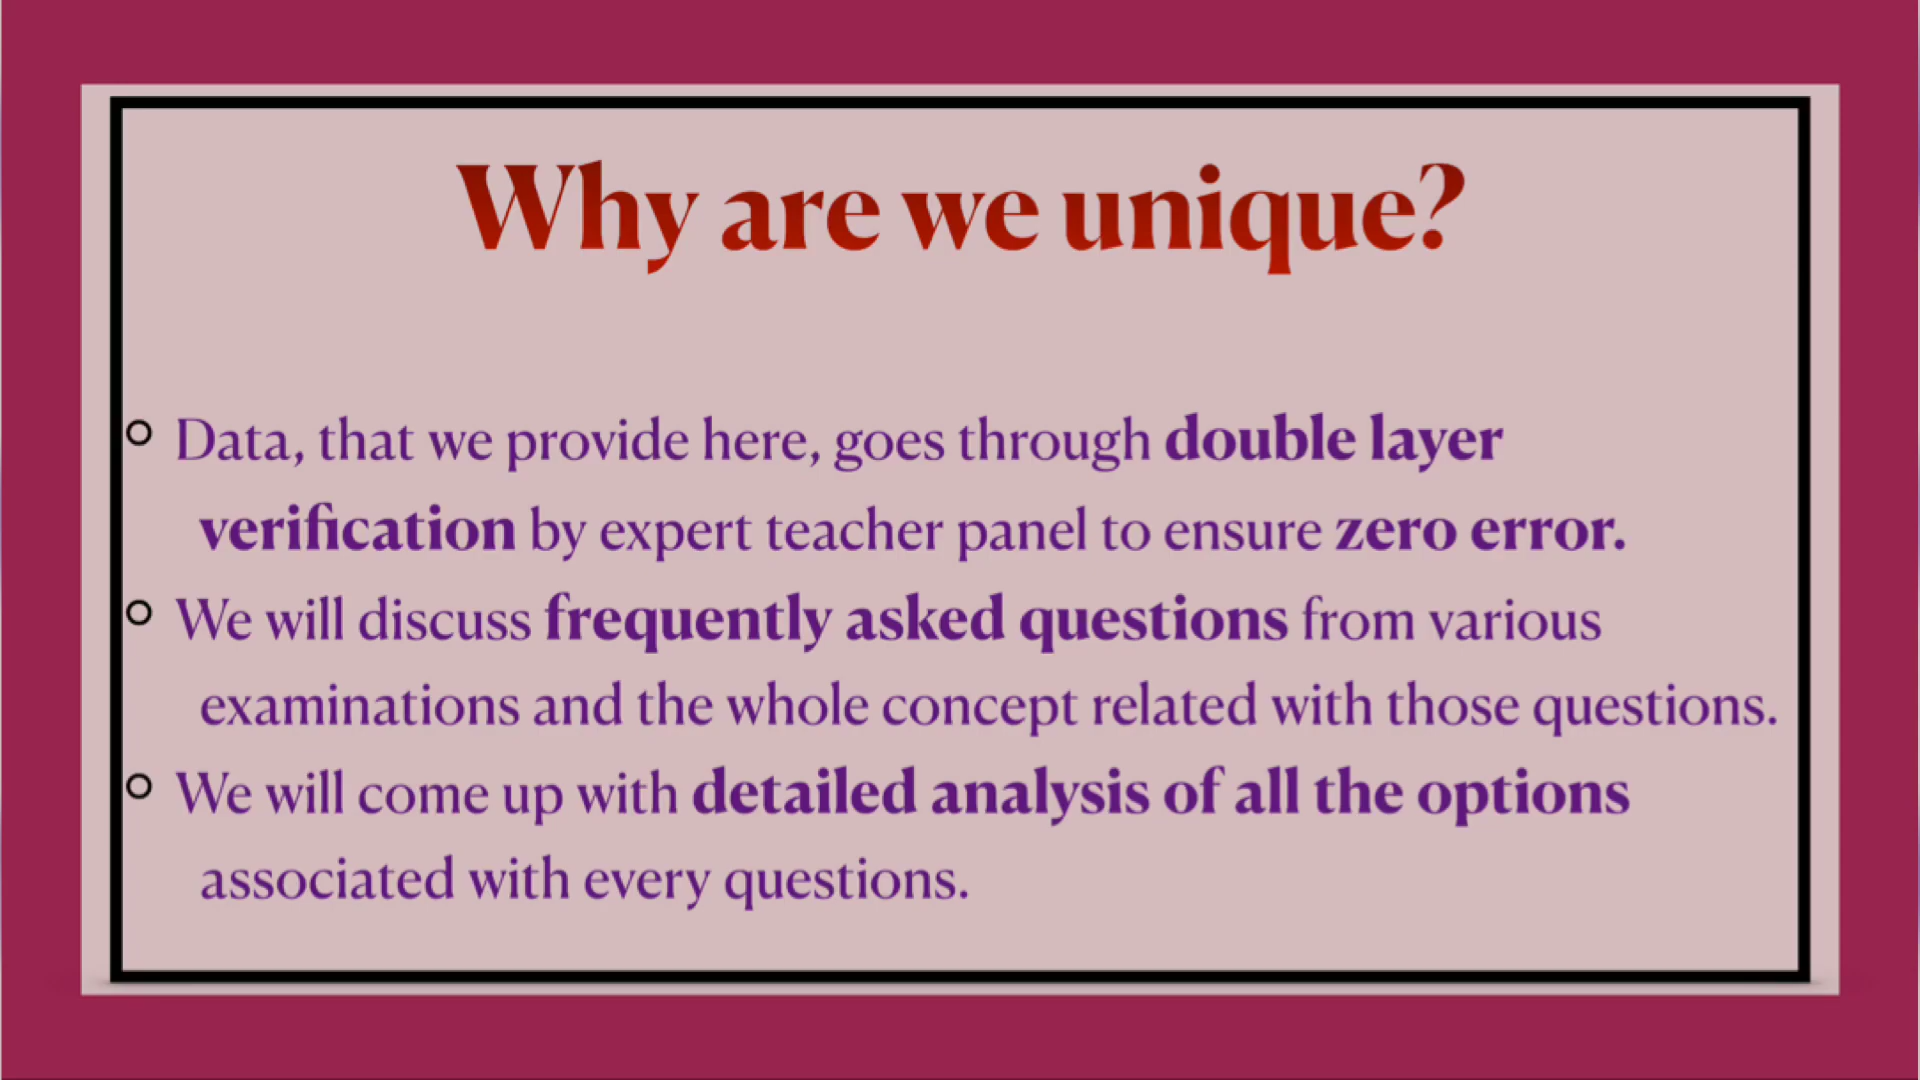 Why are we unique?
Data, that we provide here, goes through double layer
verification by expert teacher panel to ensure zero error.
We will discuss frequently asked questions from various
examinations and the whole concept related with those questions.
We will come up with detailed analysis of all the options
associated with every questions.